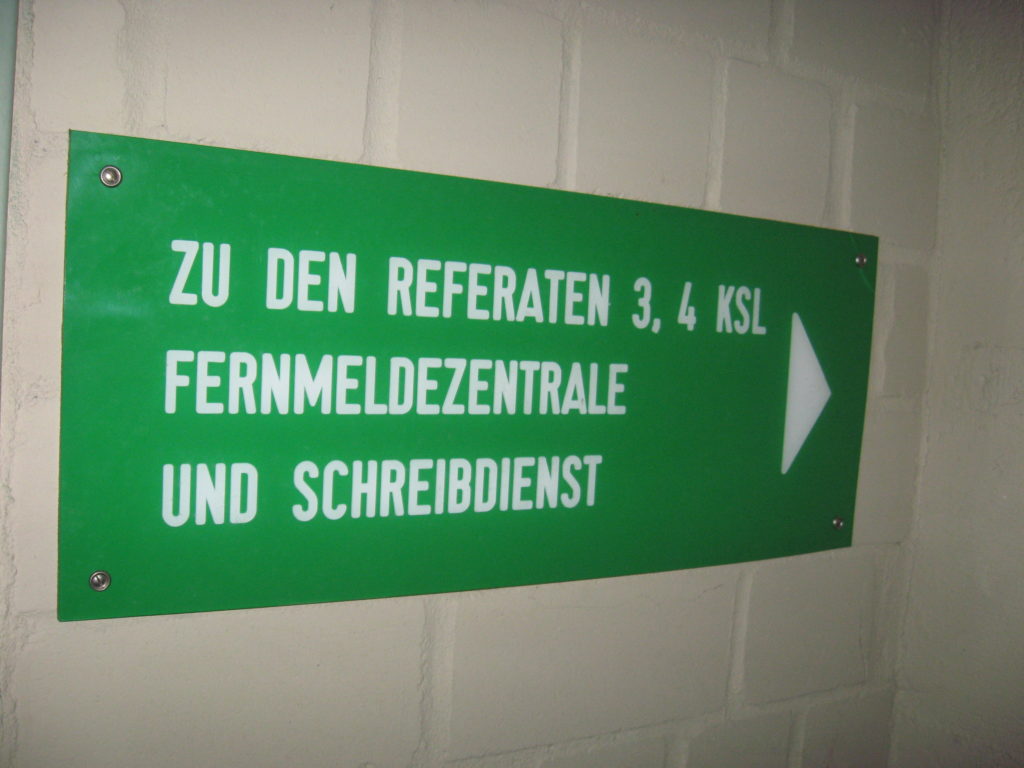 ZU DEN REFERATEN 3, 4 KSL
FERNMELDEZENTRALE
UND SCHREIBDIENST